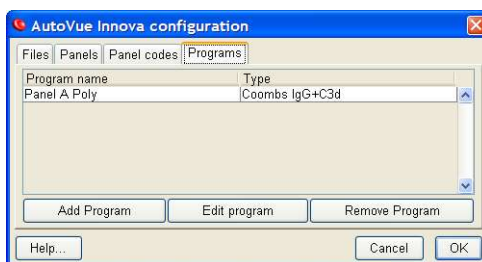 AutoVue Innova configuration
Files Panels Panel codes Programs
Program name Type
Panel A Poly Coombs IgG+C3d
Add Program Edit program Remove Program
Help... Cancel OK